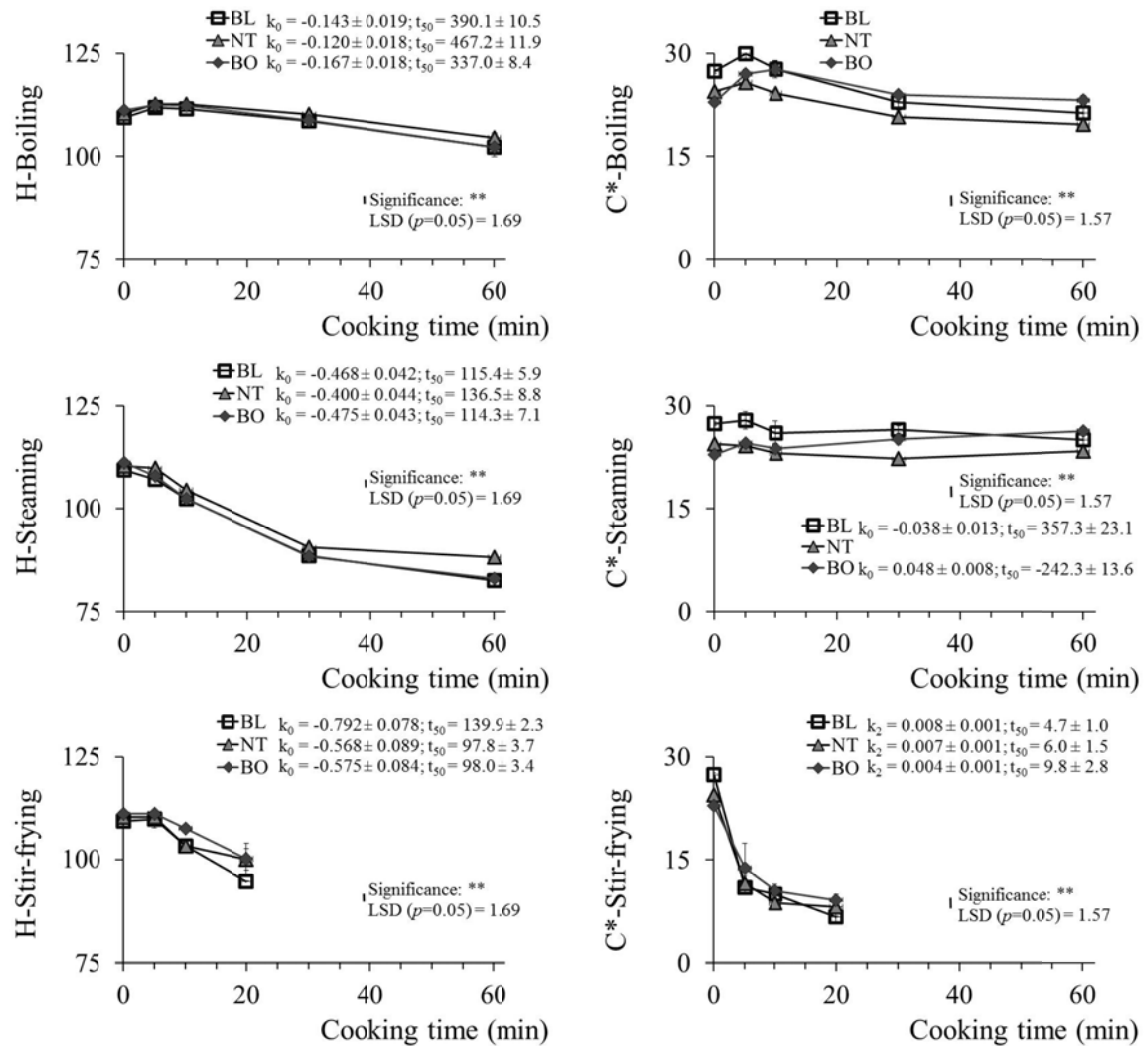 BL k₀ = -0.143± 0.019; t₅₀ = 390.1± 10.5
NT k₀ = -0.120± 0.018; t₅₀ = 467.2± 11.9
BO k₀ = -0.167± 0.018; t₅₀ = 337.0± 8.4
125
100
75
H-Boiling
Significance: **
LSD (p=0.05) = 1.69
0 20 40 60
Cooking time (min)
BL
NT
BO
30
15
0
C*-Boiling
Significance: **
LSD (p=0.05) = 1.57
0 20 40 60
Cooking time (min)
BL k₀ = -0.468± 0.042; t₅₀ = 115.4± 5.9
NT k₀ = -0.400± 0.044; t₅₀ = 136.5± 8.8
BO k₀ = -0.475± 0.043; t₅₀ = 114.3± 7.1
125
100
75
H-Steaming
Significance: **
LSD (p=0.05) = 1.69
0 20 40 60
Cooking time (min)
30
15
0
C*-Steaming
Significance: **
LSD (p=0.05) = 1.57
BL k₀ = -0.038± 0.013; t₅₀ = 357.3± 23.1
NT
BO k₀ = 0.048± 0.008; t₅₀ = -242.3± 13.6
0 20 40 60
Cooking time (min)
BL k₀ = -0.792± 0.078; t₅₀ = 139.9± 2.3
NT k₀ = -0.568± 0.089; t₅₀ = 97.8± 3.7
BO k₀ = -0.575± 0.084; t₅₀ = 98.0± 3.4
125
100
75
H-Stir-frying
Significance: **
LSD (p=0.05) = 1.69
0 20 40 60
Cooking time (min)
BL k₂ = 0.008± 0.001; t₅₀ = 4.7± 1.0
NT k₂ = 0.007± 0.001; t₅₀ = 6.0± 1.5
BO k₂ = 0.004± 0.001; t₅₀ = 9.8± 2.8
30
15
0
C*-Stir-frying
Significance: **
LSD (p=0.05) = 1.57
0 20 40 60
Cooking time (min)